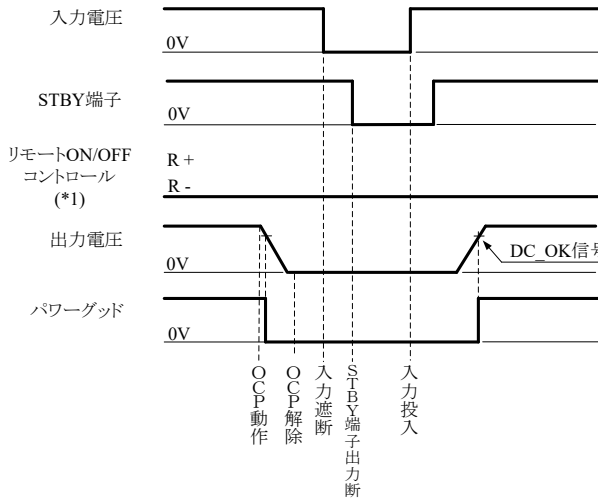 入力電圧
0V
STBY端子
0V
リモートON/OFF
コントロール
(*1)
R +
R -
出力電圧
0V
DC_OK信号
パワーグッド
0V
OCP動作
OCP解除
入力遮断
STBY端子出力断
入力投入